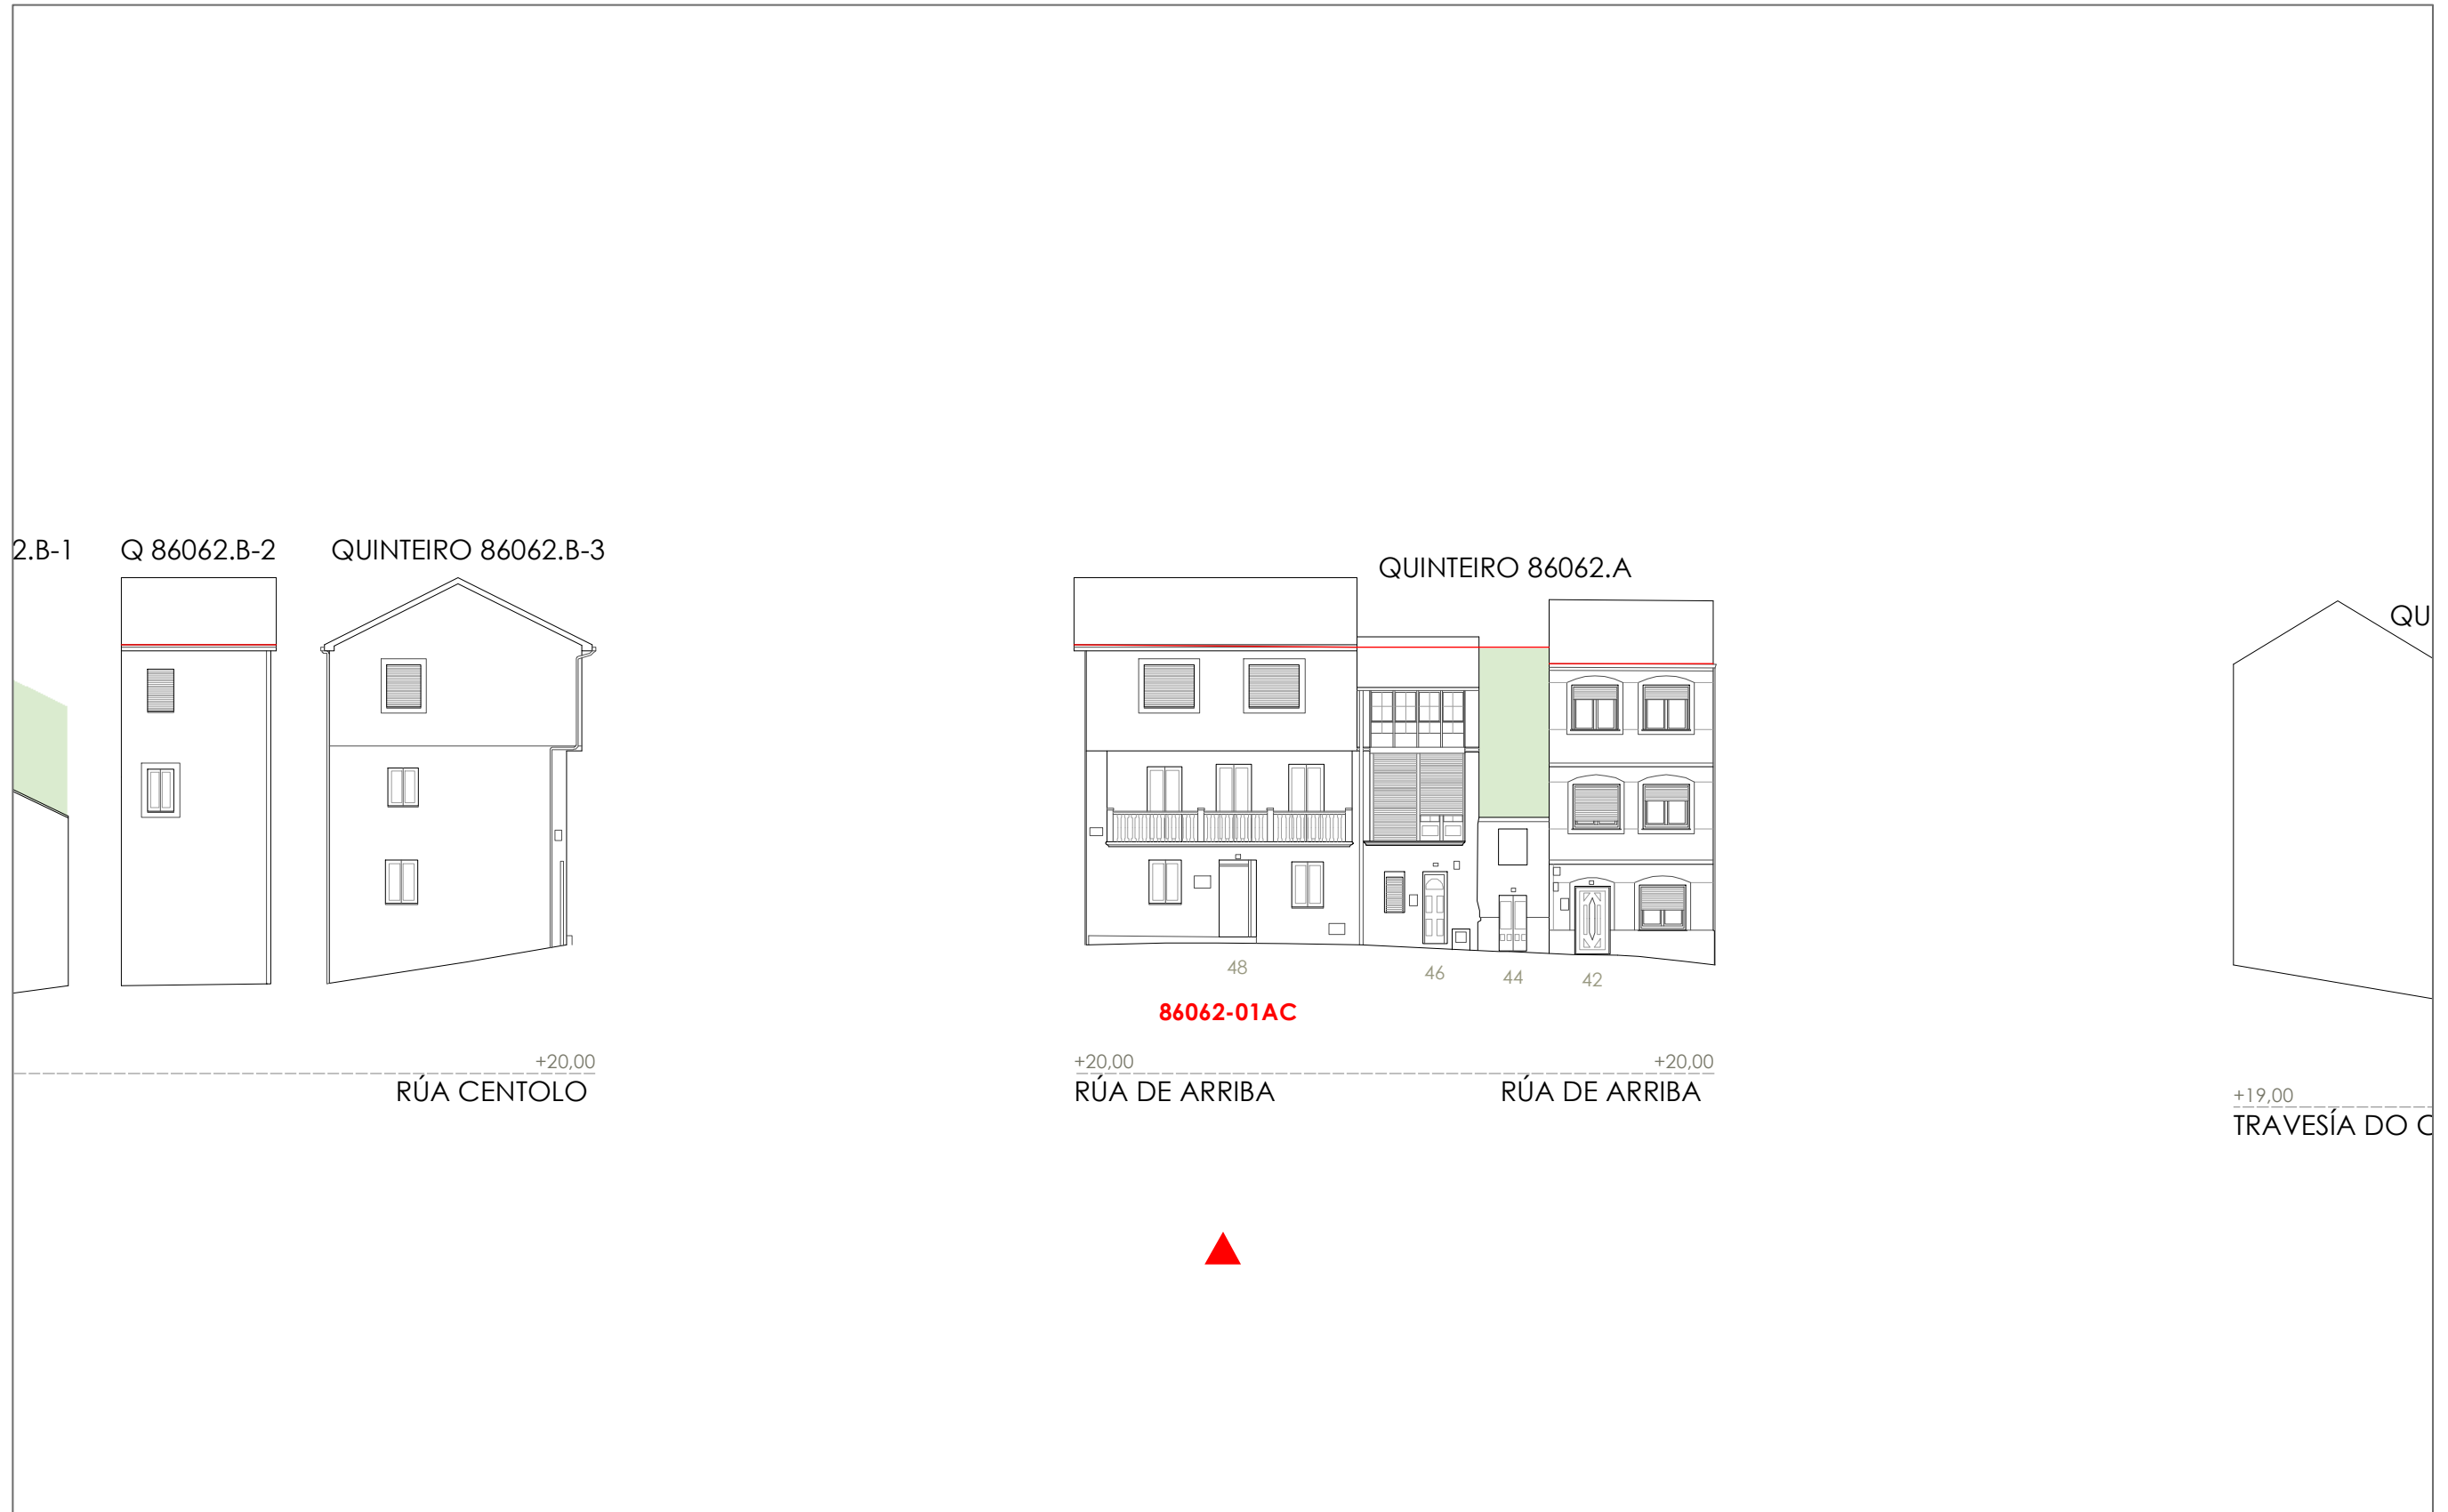 2.B-1
Q 86062.B-2
QUINTEIRO 86062.B-3
QUINTEIRO 86062.A
QU
48
46
44
42
86062-01AC
+20,00
RÚA CENTOLO
+20,00
+20,00
RÚA DE ARRIBA
RÚA DE ARRIBA
+19,00
TRAVESÍA DO